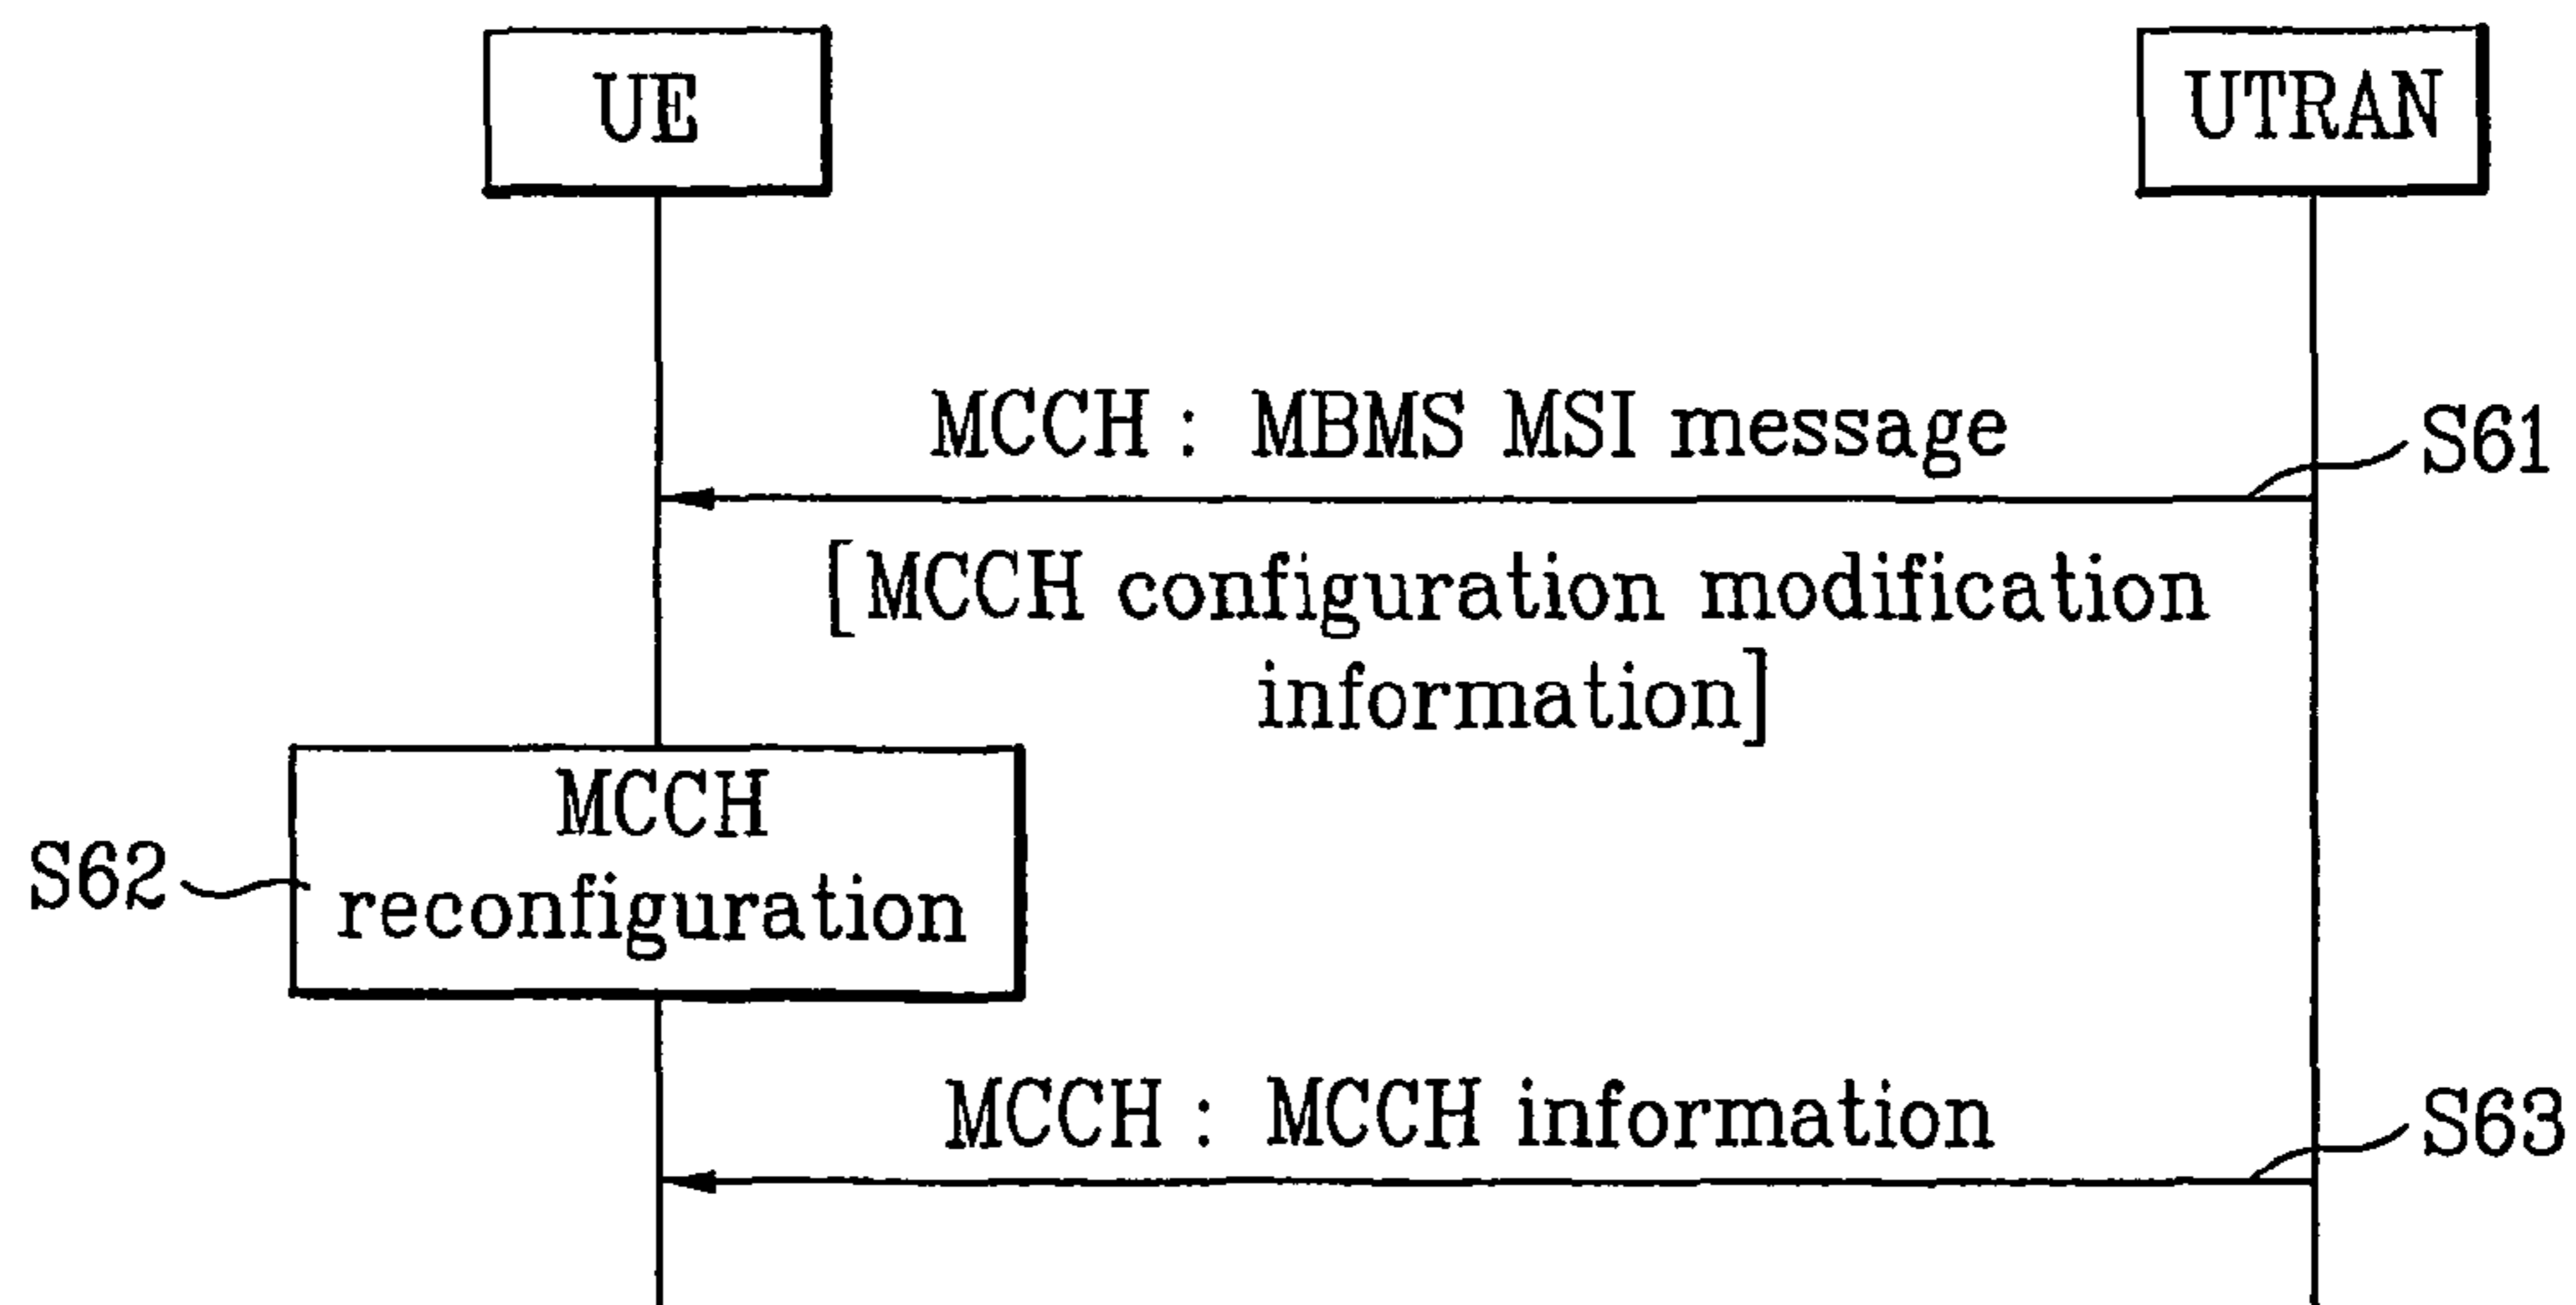 UE
UTRAN
MCCH : MBMS MSI message
S61
[MCCH configuration modification
information]
MCCH
reconfiguration
S62
MCCH : MCCH information
S63